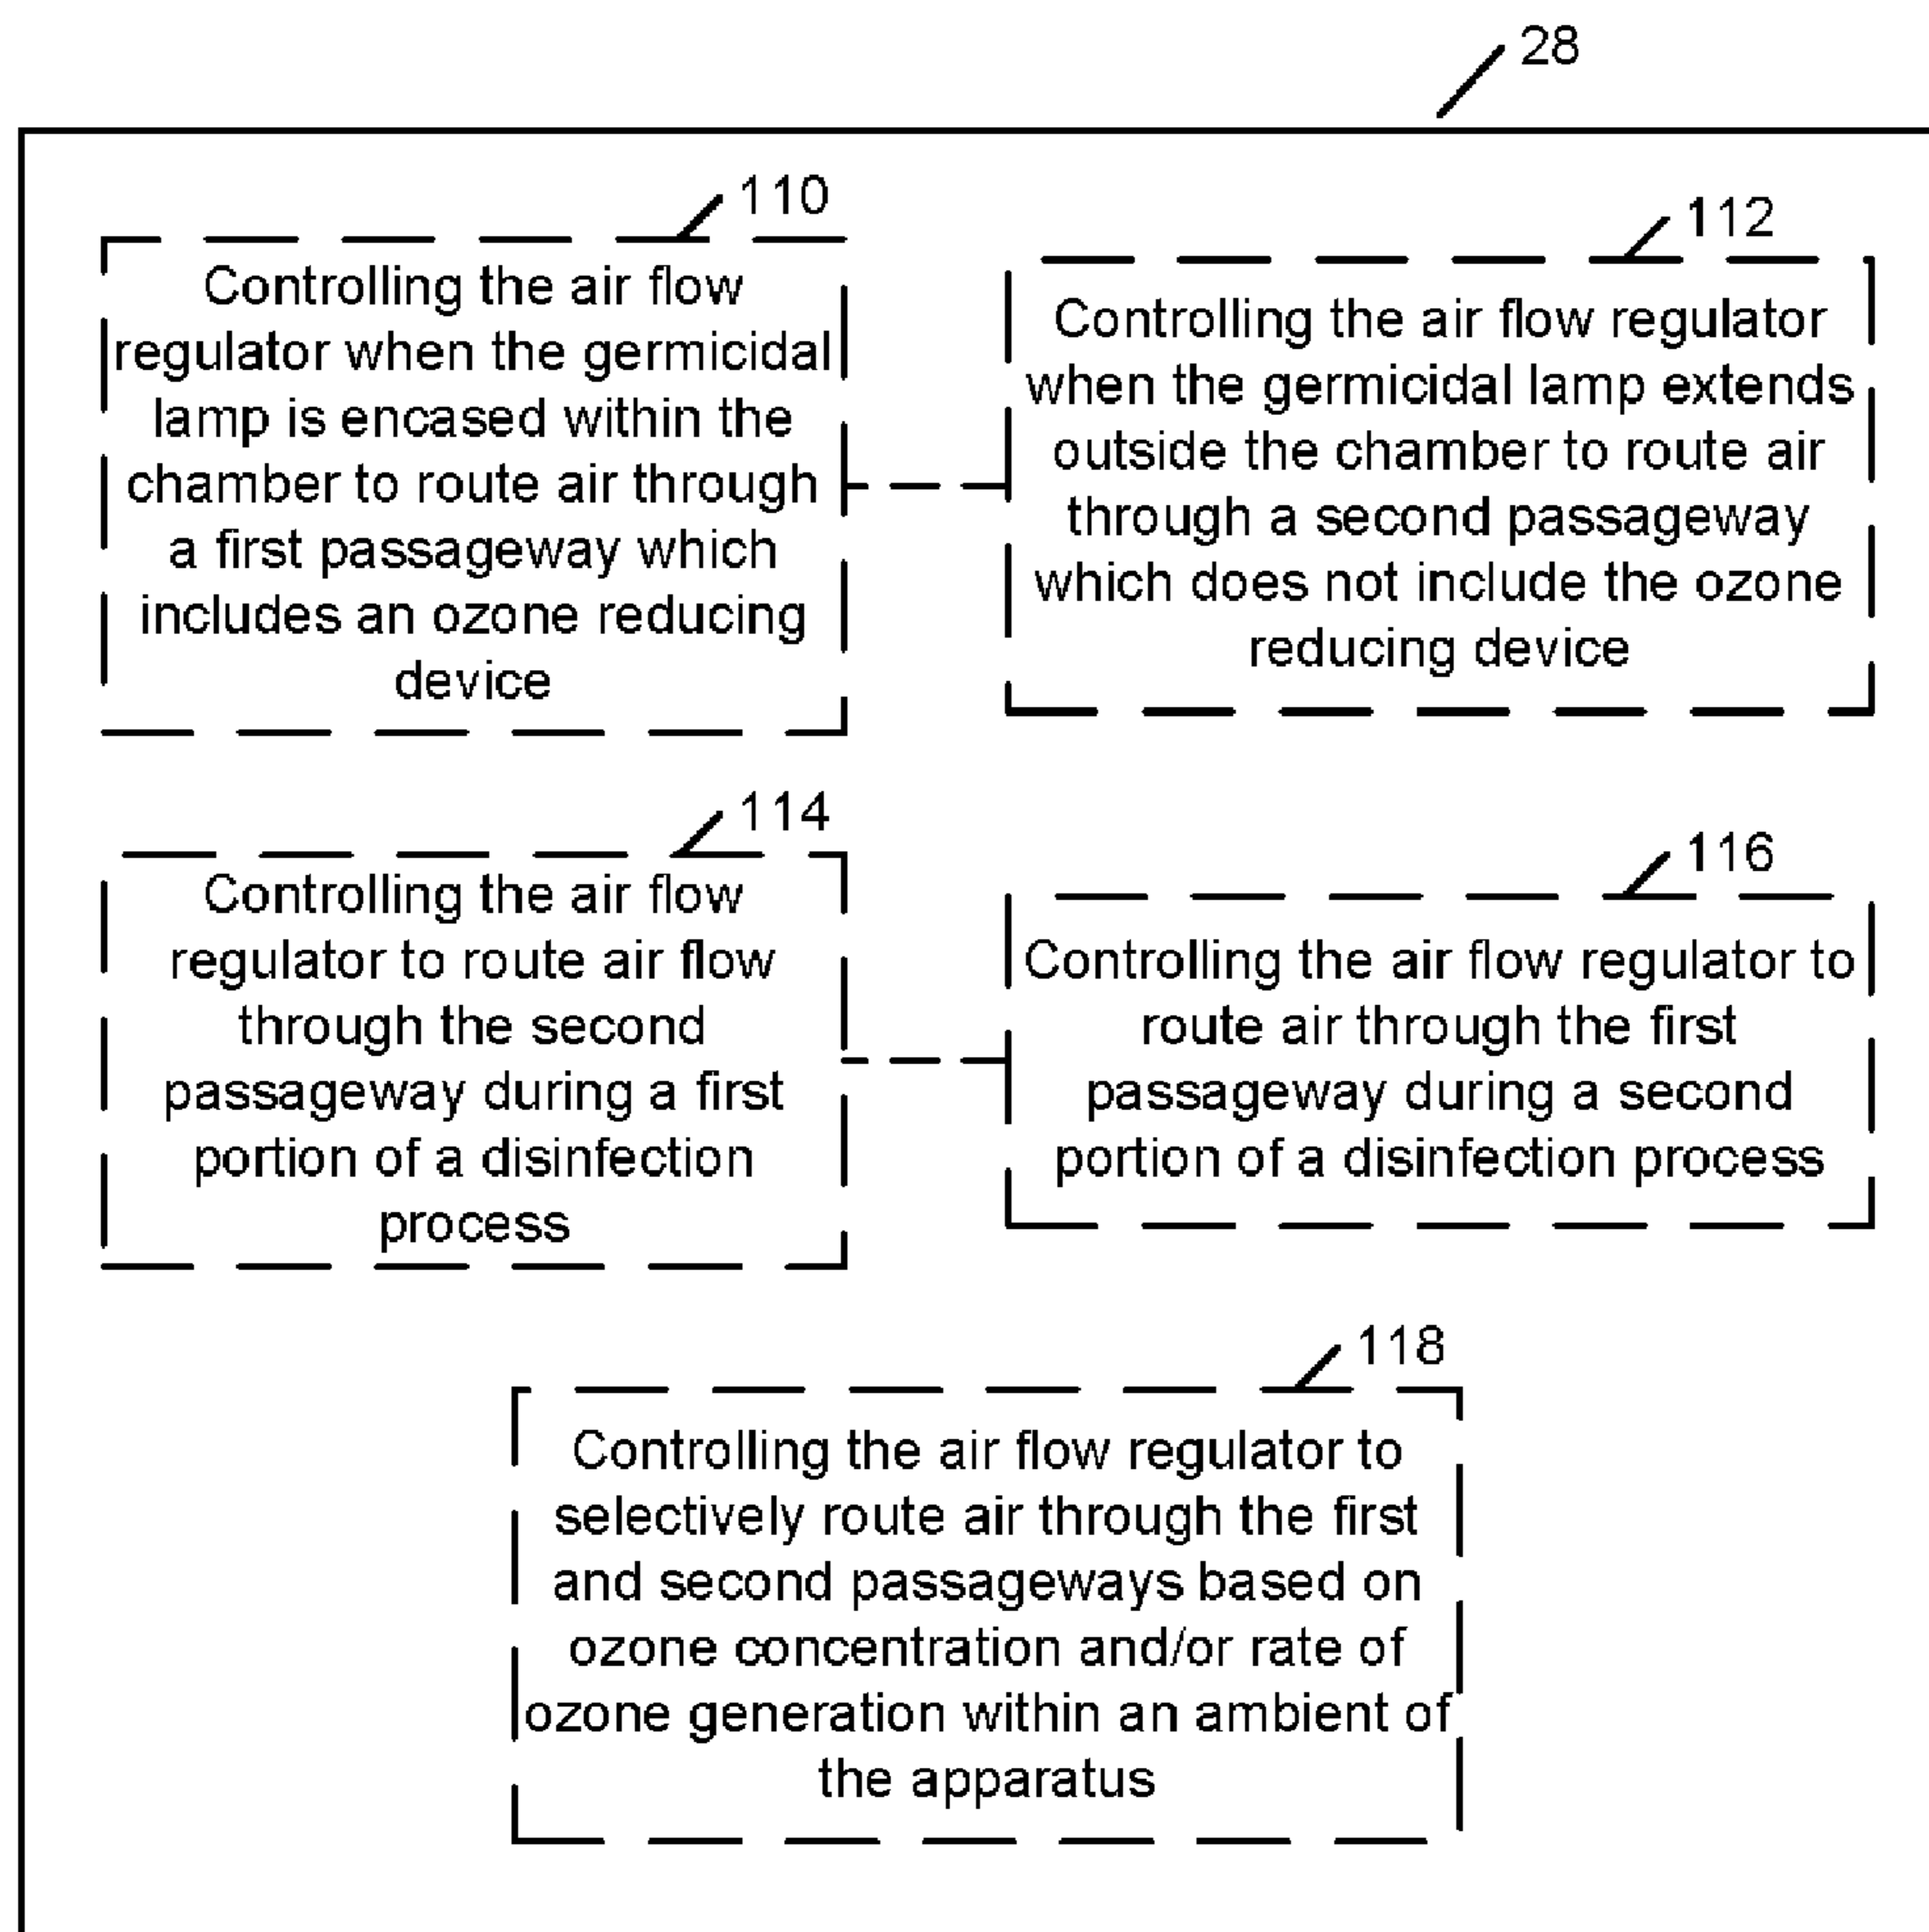 28
110
Controlling the air flow
regulator when the germicidal
lamp is encased within the
chamber to route air through
a first passageway which
includes an ozone reducing
device
112
Controlling the air flow regulator
when the germicidal lamp extends
outside the chamber to route air
through a second passageway
which does not include the ozone
reducing device
114
Controlling the air flow
regulator to route air flow
through the second
passageway during a first
portion of a disinfection
process
116
Controlling the air flow regulator to
route air through the first
passageway during a second
portion of a disinfection process
118
Controlling the air flow regulator to
selectively route air through the first
and second passageways based on
ozone concentration and/or rate of
ozone generation within an ambient of
the apparatus